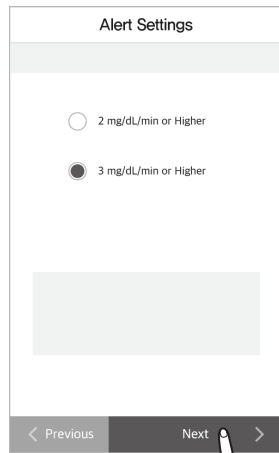 Alert Settings
2 mg/dL/min or Higher
3 mg/dL/min or Higher
Previous
Next